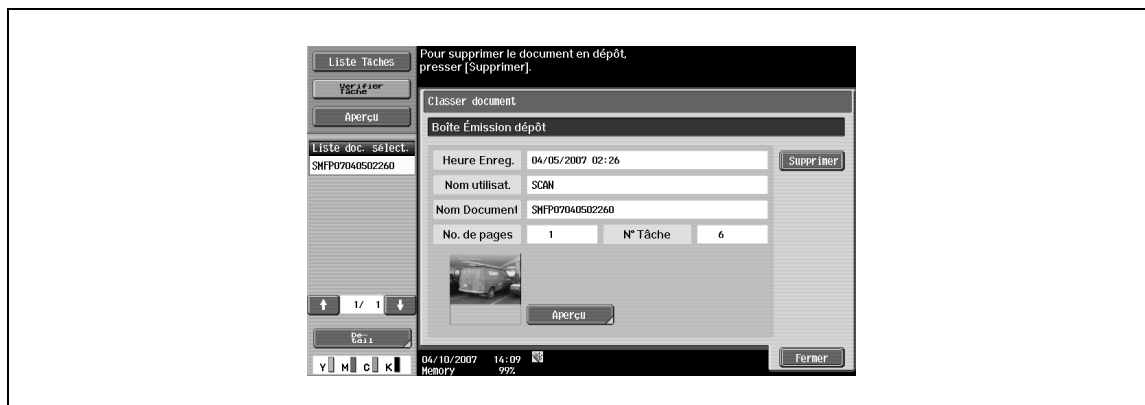 Liste Tâches
Vérifier
Tâche
Aperçu
Liste doc. sélect.
SMFP07040502260
1/ 1
Dé-
tail
Y M C K
Pour supprimer le document en dépôt,
presser [Supprimer].
Classer document
Boîte Émission dépôt
Heure Enreg. 04/05/2007 02:26
Supprimer
Nom utilisat. SCAN
Nom Document SMFP07040502260
No. de pages 1 N° Tâche 6
Aperçu
04/10/2007 14:09
Memory 99%
Fermer